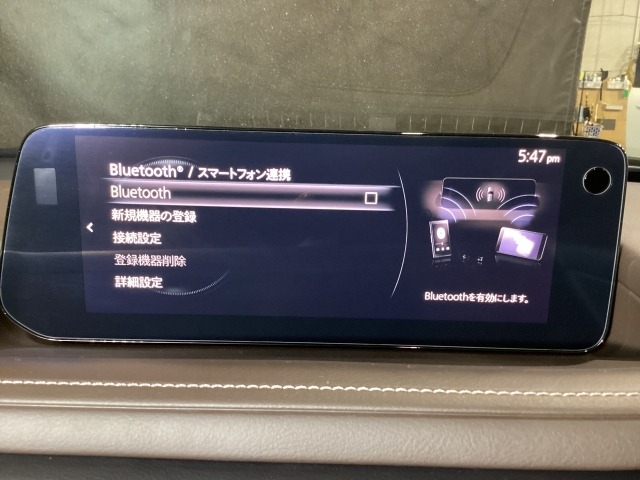 5:47 pm
Bluetooth® / スマートフォン連携
Bluetooth
新規機器の登録
接続設定
登録機器削除
詳細設定
Bluetoothを有効にします。